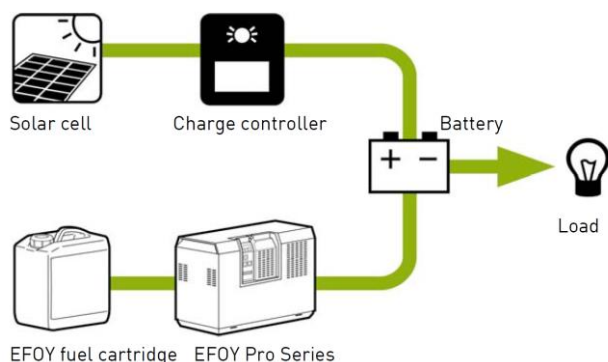 Solar cell
Charge controller
Battery
+ −
Load
EFOY fuel cartridge
EFOY Pro Series